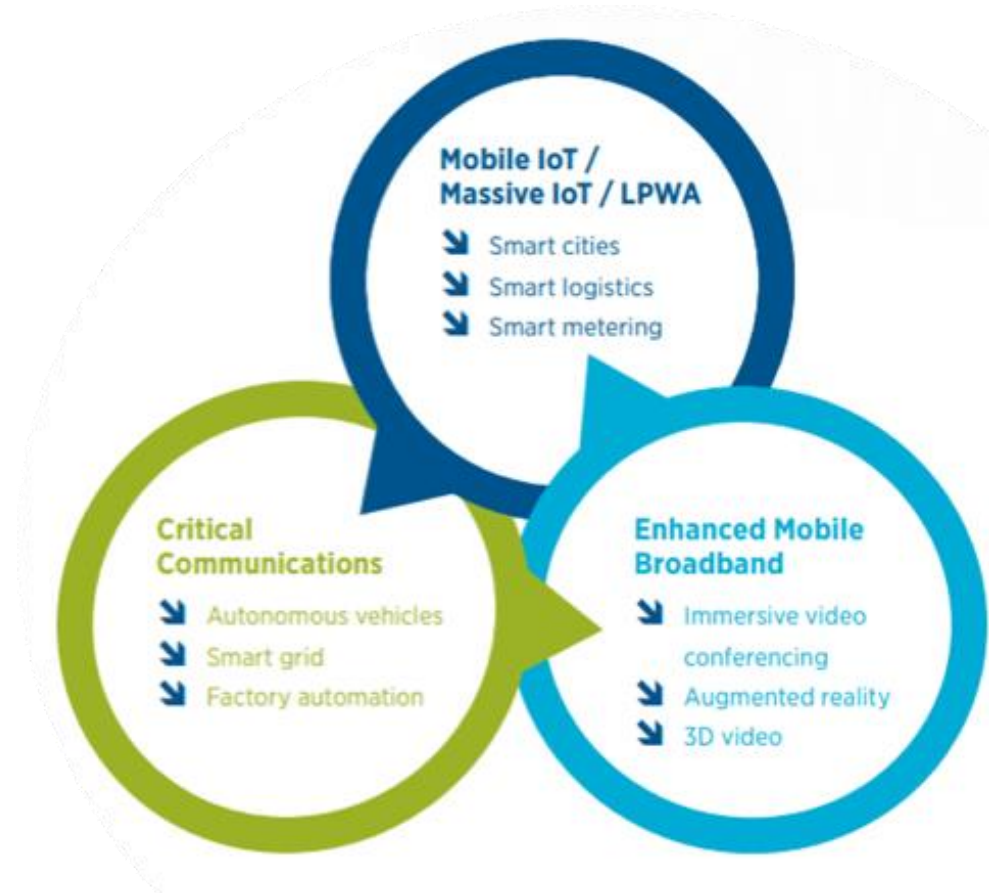 Mobile IoT /
Massive IoT / LPWA
Smart cities
Smart logistics
Smart metering
Critical
Communications
Autonomous vehicles
Smart grid
Factory automation
Enhanced Mobile
Broadband
Immersive video
conferencing
Augmented reality
3D video